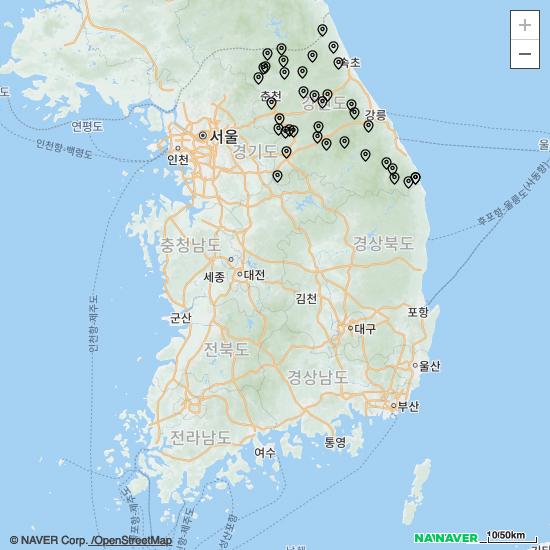 +
−
속초
춘천
강원도
강릉
연평도
서울
인천항-백령도
인천
경기도
울
후포항-울릉도(사동항)
충청남도
경상북도
세종
대전
인천항-제주도
김천
군산
포항
대구
전북도
울산
경상남도
부산
전라남도
여수
통영
성산포항
© NAVER Corp. /OpenStreetMap
NAVER
10/50km